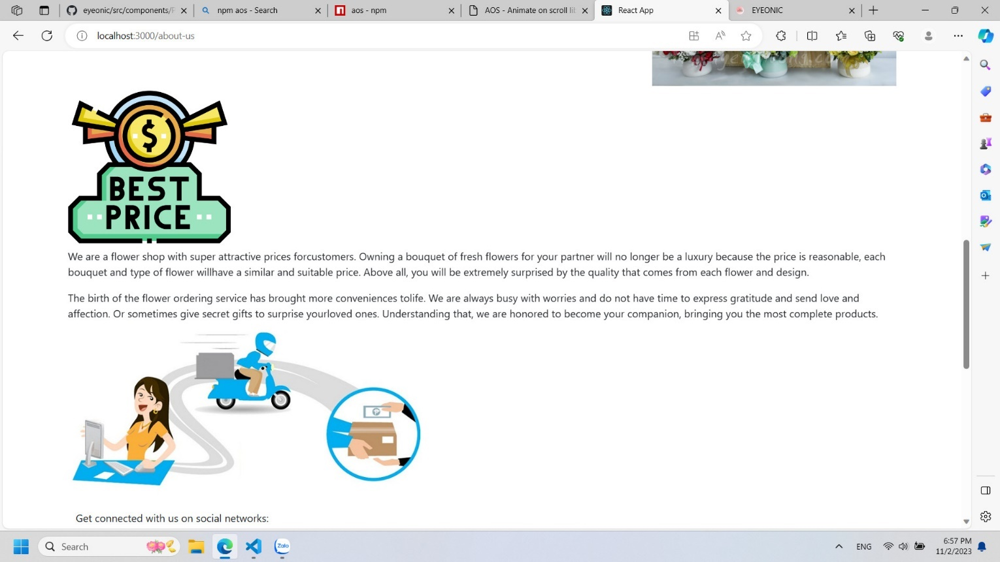 eyeonic/src/components/F
npm aos - Search
aos - npm
AOS - Animate on scroll lib
React App
EYEONIC
localhost:3000/about-us
$
BEST
PRICE
We are a flower shop with super attractive prices forcustomers. Owning a bouquet of fresh flowers for your partner will no longer be a luxury because the price is reasonable, each
bouquet and type of flower willhave a similar and suitable price. Above all, you will be extremely surprised by the quality that comes from each flower and design.
The birth of the flower ordering service has brought more conveniences tolife. We are always busy with worries and do not have time to express gratitude and send love and
affection. Or sometimes give secret gifts to surprise yourloved ones. Understanding that, we are honored to become your companion, bringing you the most complete products.
Get connected with us on social networks:
Search
Zalo
ENG
6:57 PM
11/2/2023